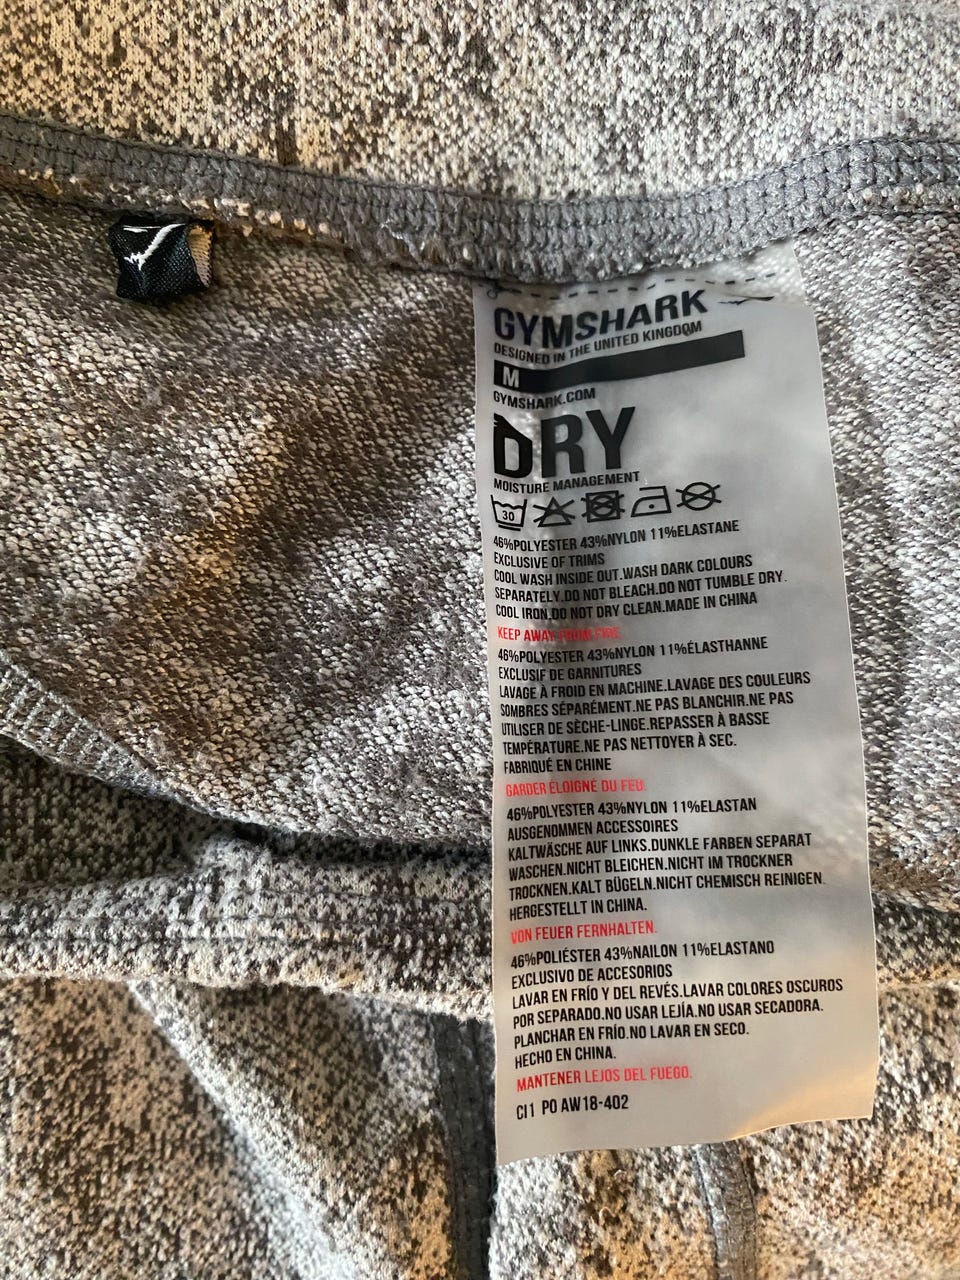 GYMSHARK
DESIGNED IN THE UNITED KINGDOM
M
GYMSHARK.COM
DRY
MOISTURE MANAGEMENT
30
46%POLYESTER 43%NYLON 11%ELASTANE
EXCLUSIVE OF TRIMS
COOL WASH INSIDE OUT.WASH DARK COLOURS
SEPARATELY.DO NOT BLEACH.DO NOT TUMBLE DRY.
COOL IRON.DO NOT DRY CLEAN.MADE IN CHINA
KEEP AWAY FROM FIRE
46%POLYESTER 43%NYLON 11%ÉLASTHANNE
EXCLUSIF DE GARNITURES
LAVAGE À FROID EN MACHINE.LAVAGE DES COULEURS
SOMBRES SÉPARÉMENT.NE PAS BLANCHIR.NE PAS
UTILISER DE SÈCHE-LINGE.REPASSER À BASSE
TEMPÉRATURE.NE PAS NETTOYER À SEC.
FABRIQUÉ EN CHINE
GARDER ÉLOIGNÉ DU FEU.
46%POLYESTER 43%NYLON 11%ELASTAN
AUSGENOMMEN ACCESSOIRES
KALTWÄSCHE AUF LINKS.DUNKLE FARBEN SEPARAT
WASCHEN.NICHT BLEICHEN.NICHT IM TROCKNER
TROCKNEN.KALT BÜGELN.NICHT CHEMISCH REINIGEN.
HERGESTELLT IN CHINA.
VON FEUER FERNHALTEN.
46%POLIÉSTER 43%NAILON 11%ELASTANO
EXCLUSIVO DE ACCESORIOS
LAVAR EN FRÍO Y DEL REVÉS.LAVAR COLORES OSCUROS
POR SEPARADO.NO USAR LEJÍA.NO USAR SECADORA.
PLANCHAR EN FRÍO.NO LAVAR EN SECO.
HECHO EN CHINA.
MANTENER LEJOS DEL FUEGO.
CI1 PO AW18-402